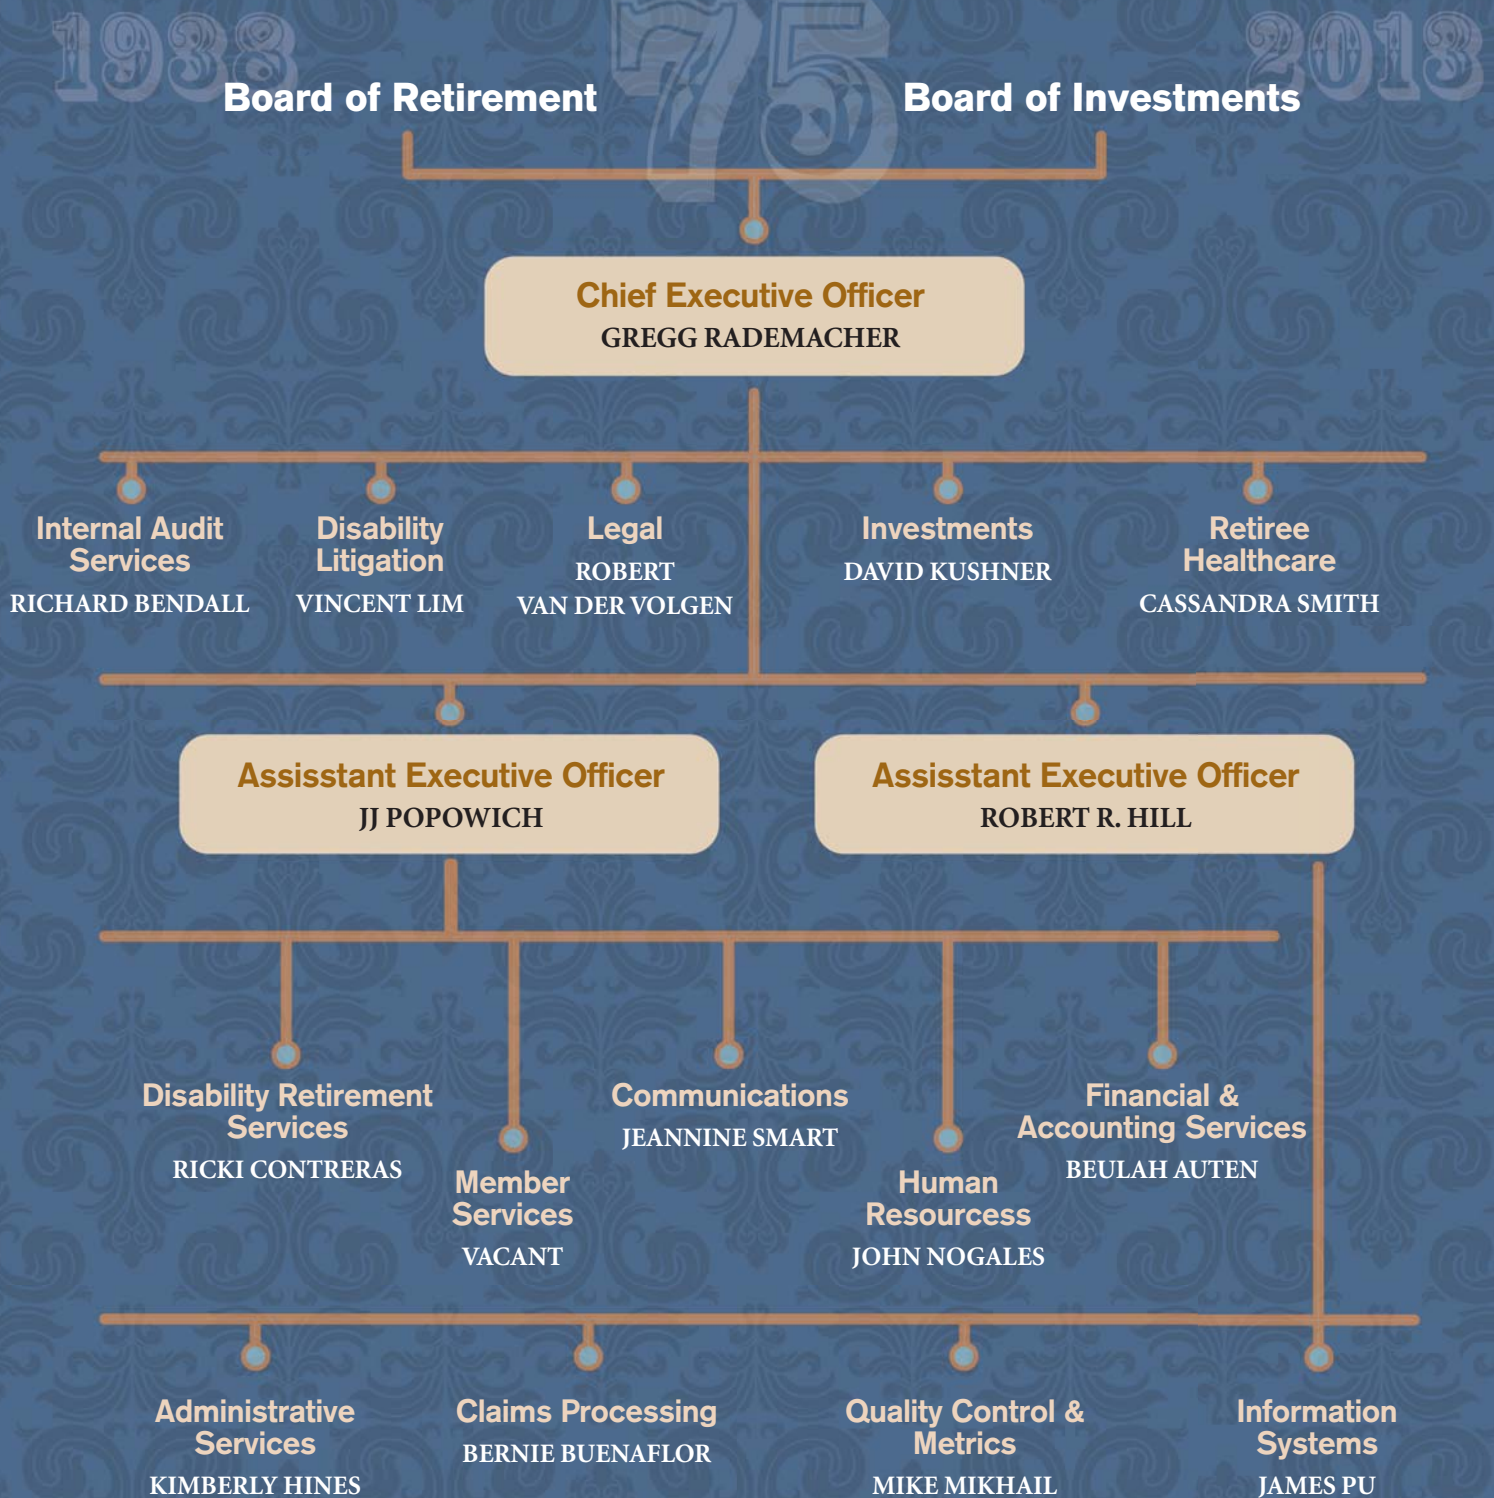 1938
75
2013
Board of Retirement
Board of Investments
Chief Executive Officer
GREGG RADEMACHER
Internal Audit
Services
RICHARD BENDALL
Disability
Litigation
VINCENT LIM
Legal
ROBERT
VAN DER VOLGEN
Investments
DAVID KUSHNER
Retiree
Healthcare
CASSANDRA SMITH
Assisstant Executive Officer
JJ POPOWICH
Assisstant Executive Officer
ROBERT R. HILL
Disability Retirement
Services
RICKI CONTRERAS
Member
Services
VACANT
Communications
JEANNINE SMART
Human
Resourcess
JOHN NOGALES
Financial &
Accounting Services
BEULAH AUTEN
Administrative
Services
KIMBERLY HINES
Claims Processing
BERNIE BUENAFLOR
Quality Control &
Metrics
MIKE MIKHAIL
Information
Systems
JAMES PU